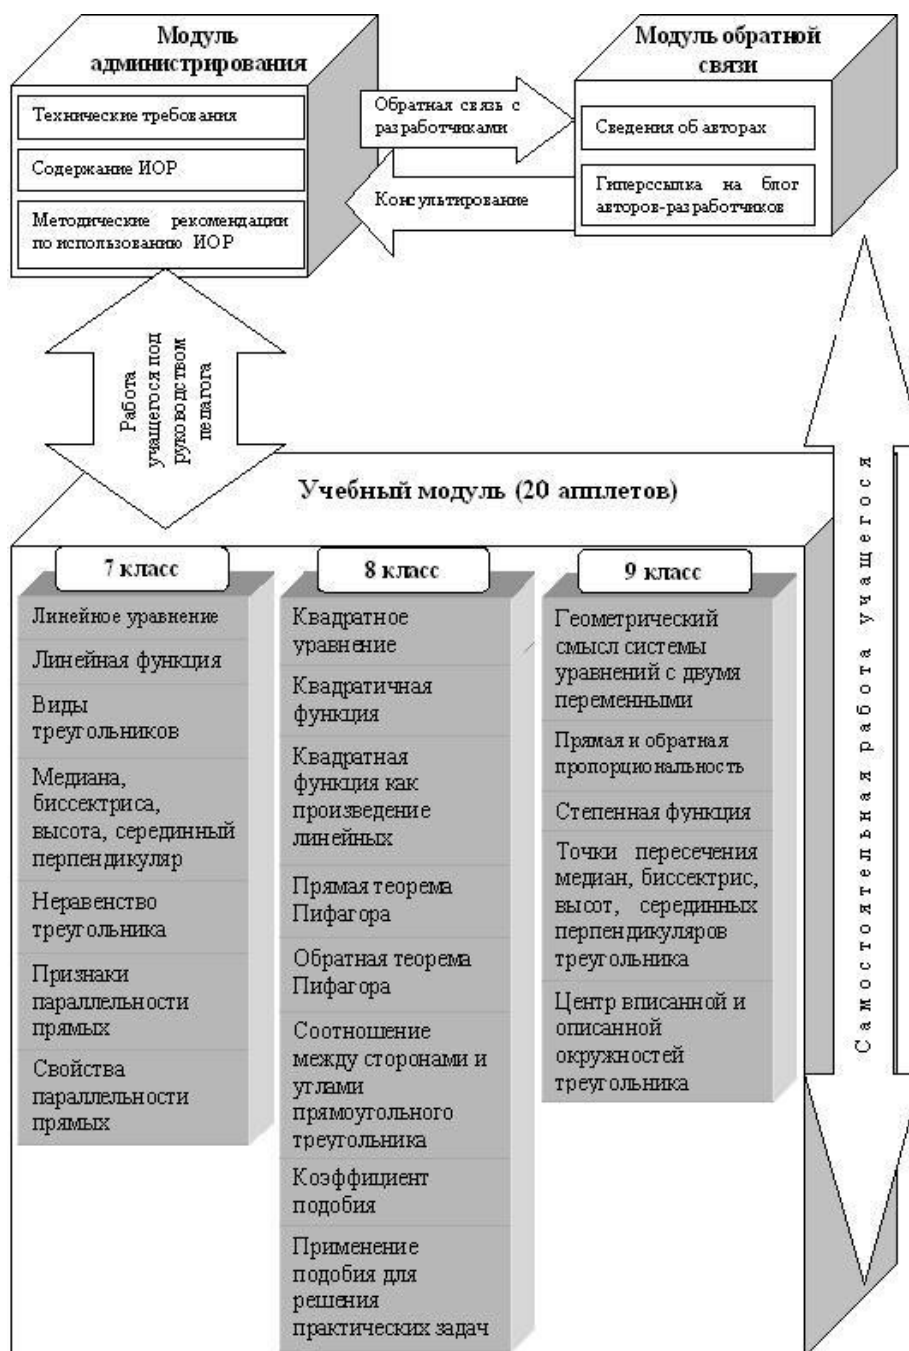 Модуль
администрирования
Технические требования
Содержание ИОР
Методические рекомендации
по использованию ИОР
Обратная связь с
разработчиками
Консультирование
Модуль обратной
связи
Сведения об авторах
Гиперссылка на блог
авторов-разработчиков
Работа
учащегося под
руководством
педагога
Самостоятельная работа учащегося
Учебный модуль (20 апплетов)
7 класс
Линейное уравнение
Линейная функция
Виды
треугольников
Медиана,
биссектриса,
высота, серединный
перпендикуляр
Неравенство
треугольника
Признаки
параллельности
прямых
Свойства
параллельности
прямых
8 класс
Квадратное
уравнение
Квадратичная
функция
Квадратная
функция как
произведение
линейных
Прямая теорема
Пифагора
Обратная теорема
Пифагора
Соотношение
между сторонами и
углами
прямоугольного
треугольника
Коэффициент
подобия
Применение
подобия для
решения
практических задач
9 класс
Геометрический
смысл системы
уравнений с двумя
переменными
Прямая и обратная
пропорциональность
Степенная функция
Точки пересечения
медиан, биссектрис,
высот, серединных
перпендикуляров
треугольника
Центр вписанной и
описанной
окружностей
треугольника